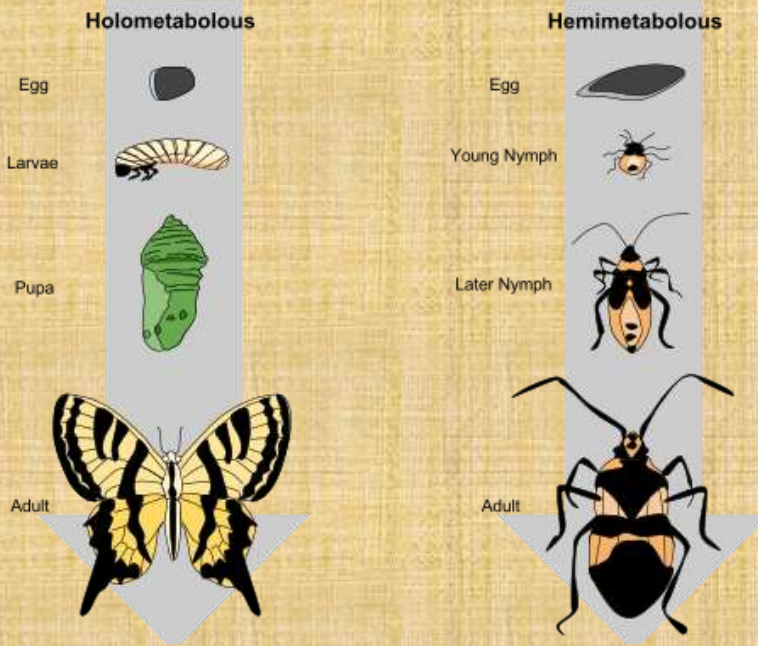 Holometabolous
Egg
Larvae
Pupa
Adult
Hemimetabolous
Egg
Young Nymph
Later Nymph
Adult